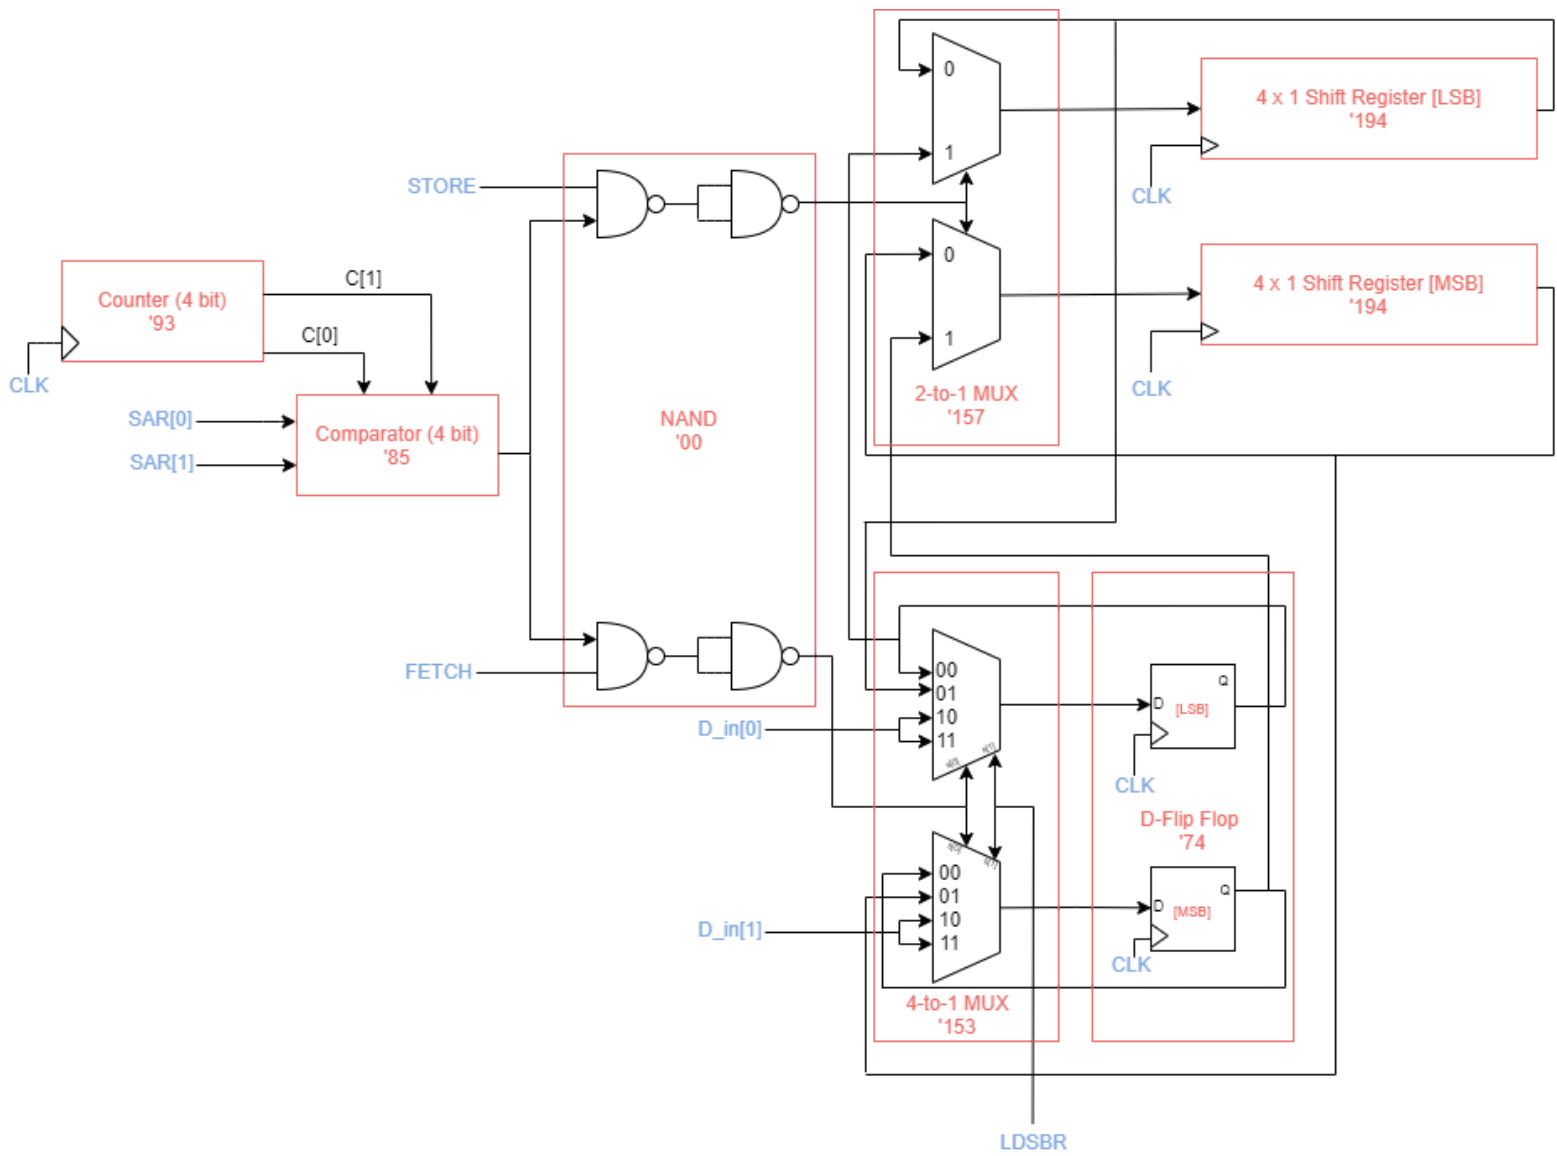 0
4 x 1 Shift Register [LSB]
'194
1
STORE
CLK
0
4 x 1 Shift Register [MSB]
'194
C[1]
Counter (4 bit)
'93
C[0]
1
CLK
CLK
2-to-1 MUX
'157
SAR[0]
Comparator (4 bit)
'85
SAR[1]
NAND
'00
FETCH
00
01
10
11
D_in[0]
Q
D
[LSB]
CLK
D-Flip Flop
'74
00
01
10
11
D_in[1]
Q
D
[MSB]
CLK
4-to-1 MUX
'153
LDSBR